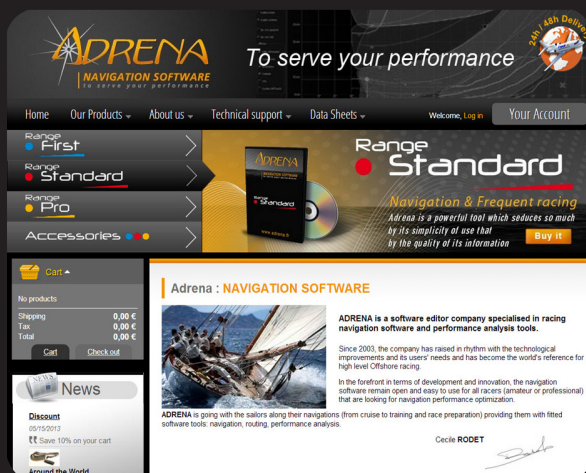 ADRENA
NAVIGATION SOFTWARE
to serve your performance
To serve your performance
24h / 48h Delivery
Home Our Products About us Technical support Data Sheets Welcome, Log in Your Account
Range
First
Range
Standard
Range
Pro
Accessories
ADRENA
NAVIGATION SOFTWARE
Range
Standard
www.adrena.fr
Range
Standard
Navigation & Frequent racing
Adrena is a powerful tool which seduces so much
by its simplicity of use that
by the quality of its information
Buy it
Cart
No products
Shipping 0,00 €
Tax 0,00 €
Total 0,00 €
Cart Check out
NEWS
News
Discount
05/15/2013
Save 10% on your cart
Around the World
Adrena : NAVIGATION SOFTWARE
ADRENA is a software editor company specialised in racing
navigation software and performance analysis tools.
Since 2003, the company has raised in rhythm with the technological
improvements and its users' needs and has become the world's reference for
high level Offshore racing.
In the forefront in terms of development and innovation, the navigation
software remain open and easy to use for all racers (amateur or professional)
that are looking for navigation performance optimization.
ADRENA is going with the sailors along their navigations (from cruise to training and race preparation) providing them with fitted
software tools: navigation, routing, performance analysis.
Cecile RODET